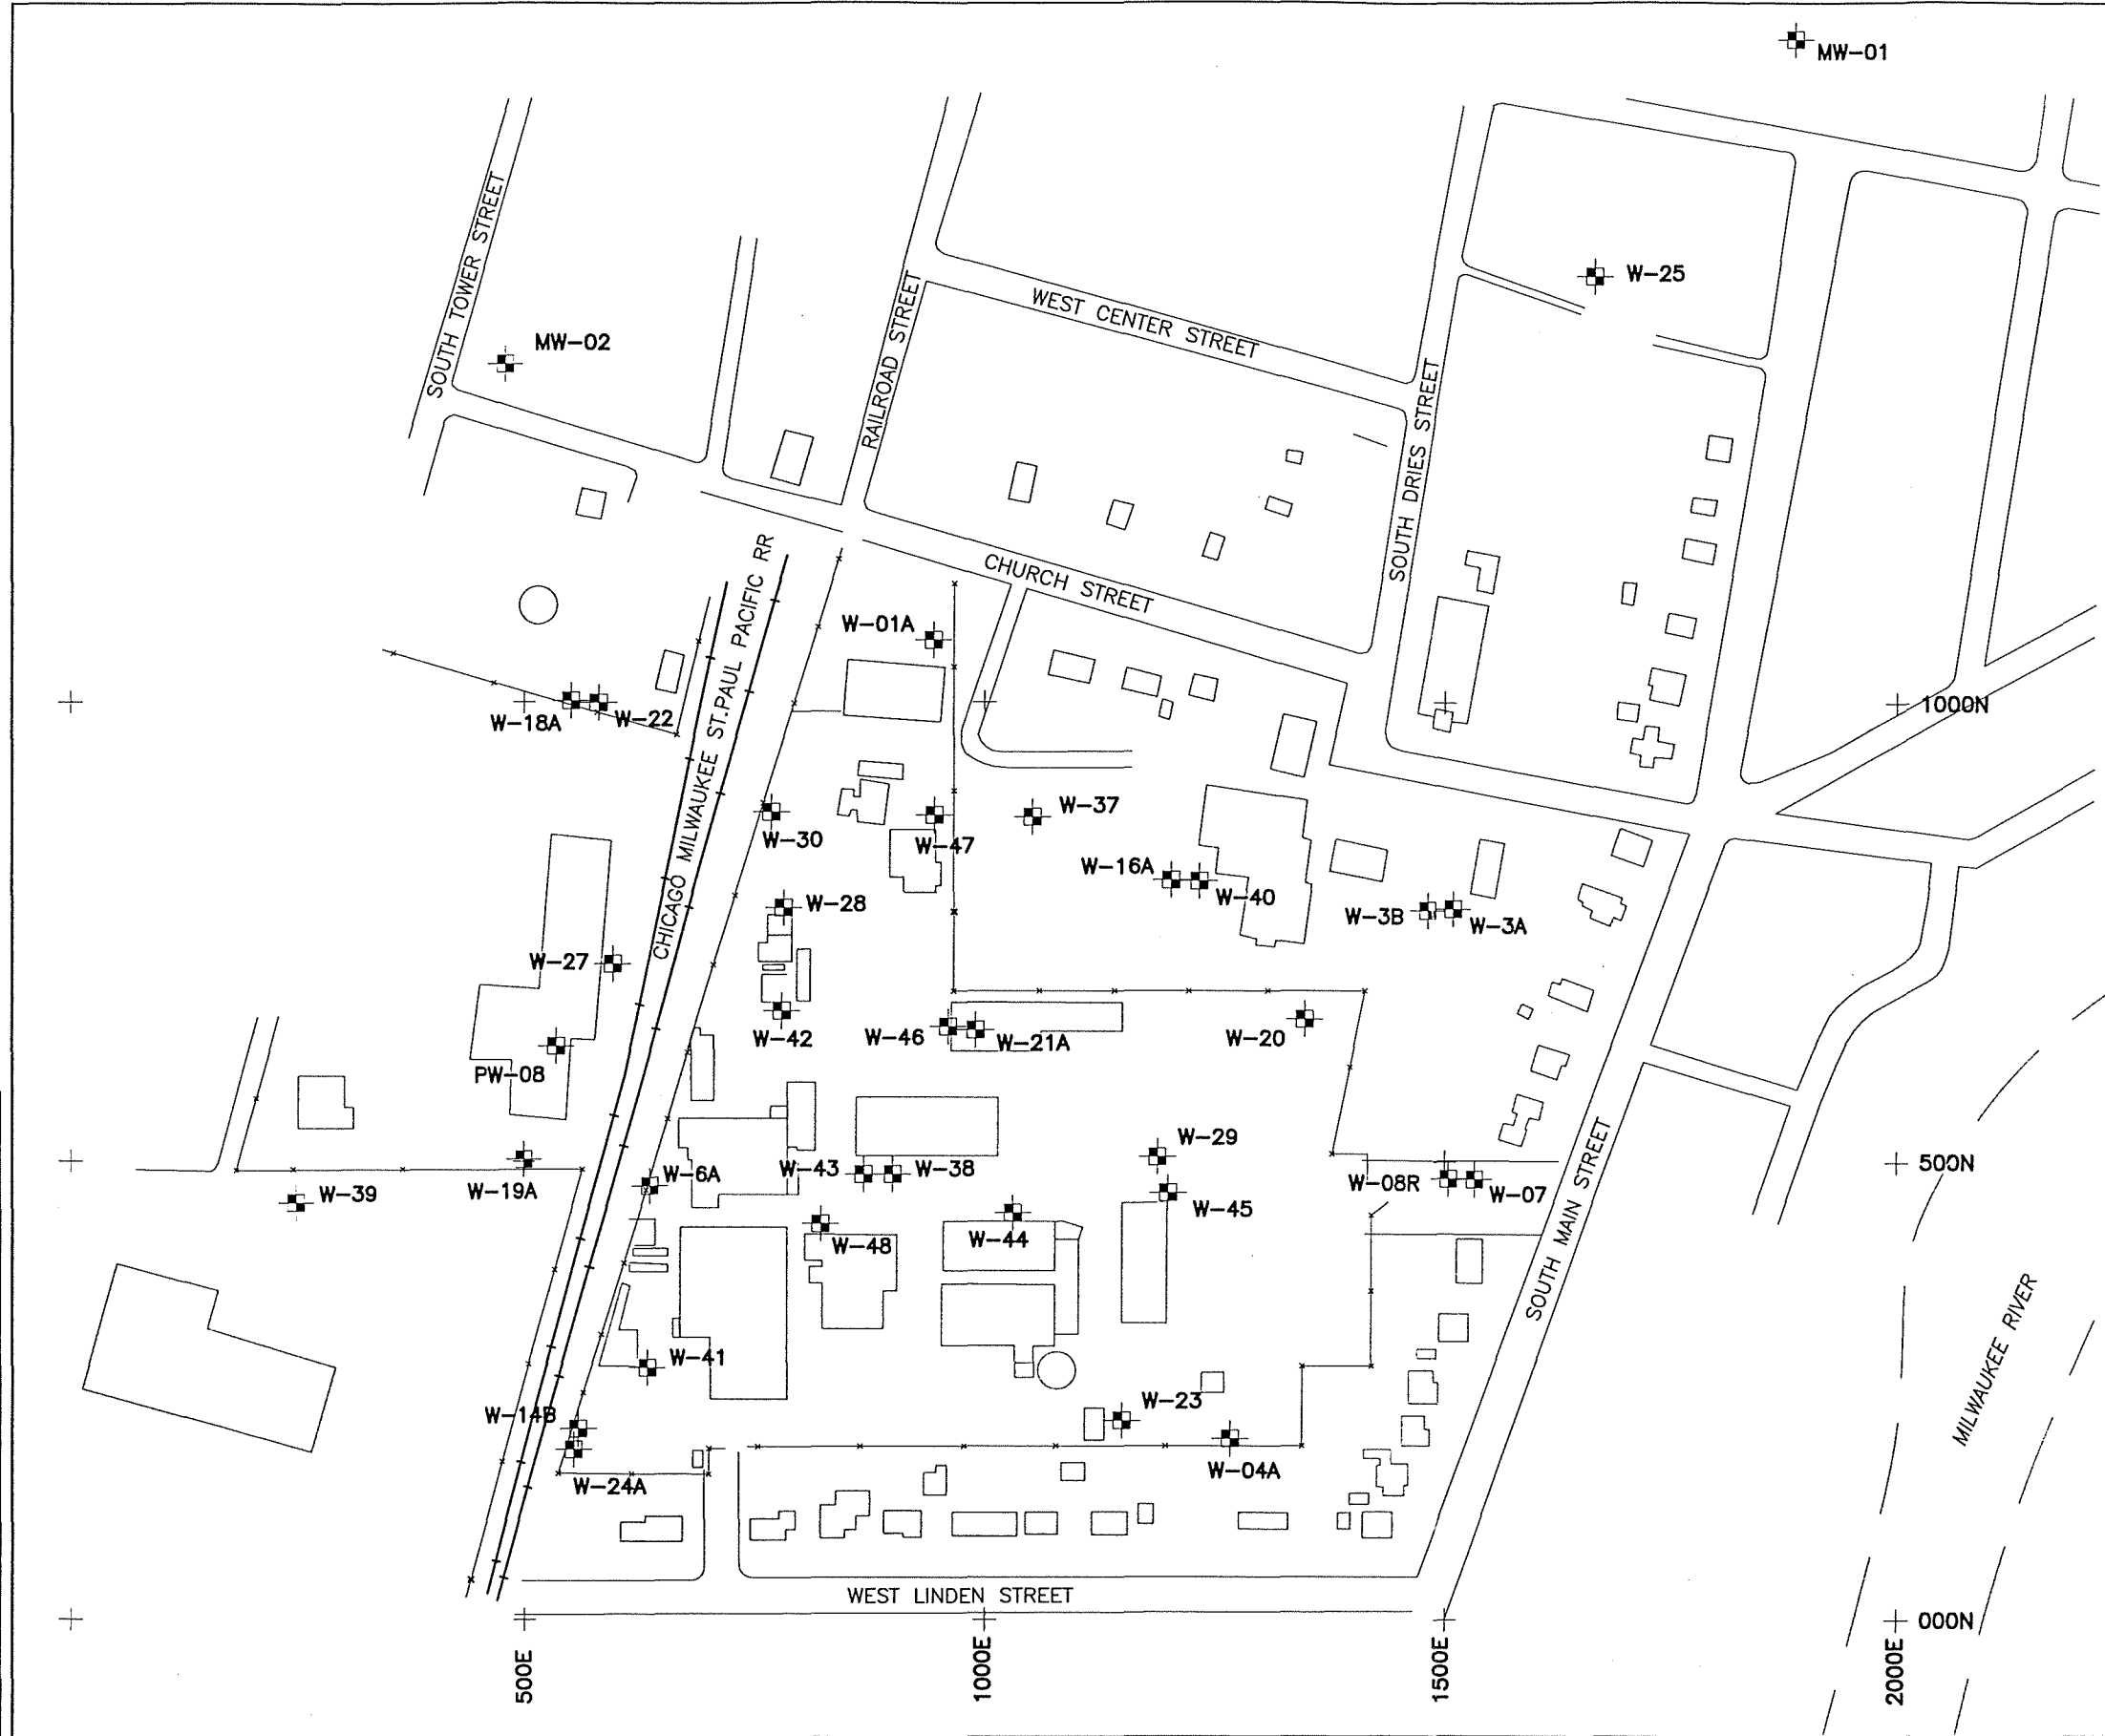 MW-01
SOUTH TOWER STREET
MW-02
RAILROAD STREET
WEST CENTER STREET
W-25
SOUTH DRIES STREET
CHICAGO MILWAUKEE ST.PAUL PACIFIC RR
CHURCH STREET
W-01A
W-18A
W-22
1000N
W-30
W-47
W-37
W-16A
W-40
W-28
W-3B
W-3A
W-27
W-42
W-46
W-21A
W-20
PW-08
W-29
W-6A
W-43
W-38
W-19A
W-39
W-08R
W-07
500N
W-45
W-48
W-44
SOUTH MAIN STREET
MILWAUKEE RIVER
W-41
W-14B
W-23
W-24A
W-04A
WEST LINDEN STREET
000N
500E
1000E
1500E
2000E